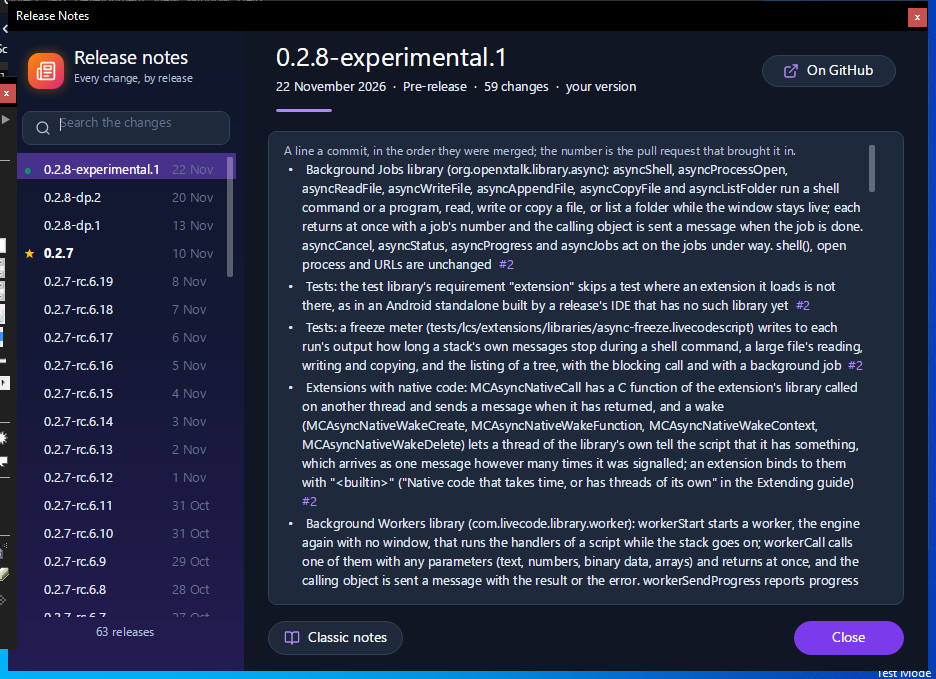 Release Notes
x
Release notes
Every change, by release
Search the changes
0.2.8-experimental.1 22 Nov
0.2.8-dp.2 20 Nov
0.2.8-dp.1 13 Nov
0.2.7 10 Nov
0.2.7-rc.6.19 8 Nov
0.2.7-rc.6.18 7 Nov
0.2.7-rc.6.17 6 Nov
0.2.7-rc.6.16 5 Nov
0.2.7-rc.6.15 4 Nov
0.2.7-rc.6.14 3 Nov
0.2.7-rc.6.13 2 Nov
0.2.7-rc.6.12 1 Nov
0.2.7-rc.6.11 31 Oct
0.2.7-rc.6.10 31 Oct
0.2.7-rc.6.9 29 Oct
0.2.7-rc.6.8 28 Oct
0.2.7-rc.6.7 27 Oct
63 releases
0.2.8-experimental.1
22 November 2026 · Pre-release · 59 changes · your version
On GitHub
A line a commit, in the order they were merged; the number is the pull request that brought it in.
• Background Jobs library (org.openxtalk.library.async): asyncShell, asyncProcessOpen,
asyncReadFile, asyncWriteFile, asyncAppendFile, asyncCopyFile and asyncListFolder run a shell
command or a program, read, write or copy a file, or list a folder while the window stays live; each
returns at once with a job's number and the calling object is sent a message when the job is done.
asyncCancel, asyncStatus, asyncProgress and asyncJobs act on the jobs under way. shell(), open
process and URLs are unchanged #2
• Tests: the test library's requirement "extension" skips a test where an extension it loads is not
there, as in an Android standalone built by a release's IDE that has no such library yet #2
• Tests: a freeze meter (tests/lcs/extensions/libraries/async-freeze.livecodescript) writes to each
run's output how long a stack's own messages stop during a shell command, a large file's reading,
writing and copying, and the listing of a tree, with the blocking call and with a background job #2
• Extensions with native code: MCAsyncNativeCall has a C function of the extension's library called
on another thread and sends a message when it has returned, and a wake
(MCAsyncNativeWakeCreate, MCAsyncNativeWakeFunction, MCAsyncNativeWakeContext,
MCAsyncNativeWakeDelete) lets a thread of the library's own tell the script that it has something,
which arrives as one message however many times it was signalled; an extension binds to them
with "<builtin>" ("Native code that takes time, or has threads of its own" in the Extending guide)
#2
• Background Workers library (com.livecode.library.worker): workerStart starts a worker, the engine
again with no window, that runs the handlers of a script while the stack goes on; workerCall calls
one of them with any parameters (text, numbers, binary data, arrays) and returns at once, and the
calling object is sent a message with the result or the error. workerSendProgress reports progress
Classic notes
Close
Test Mode